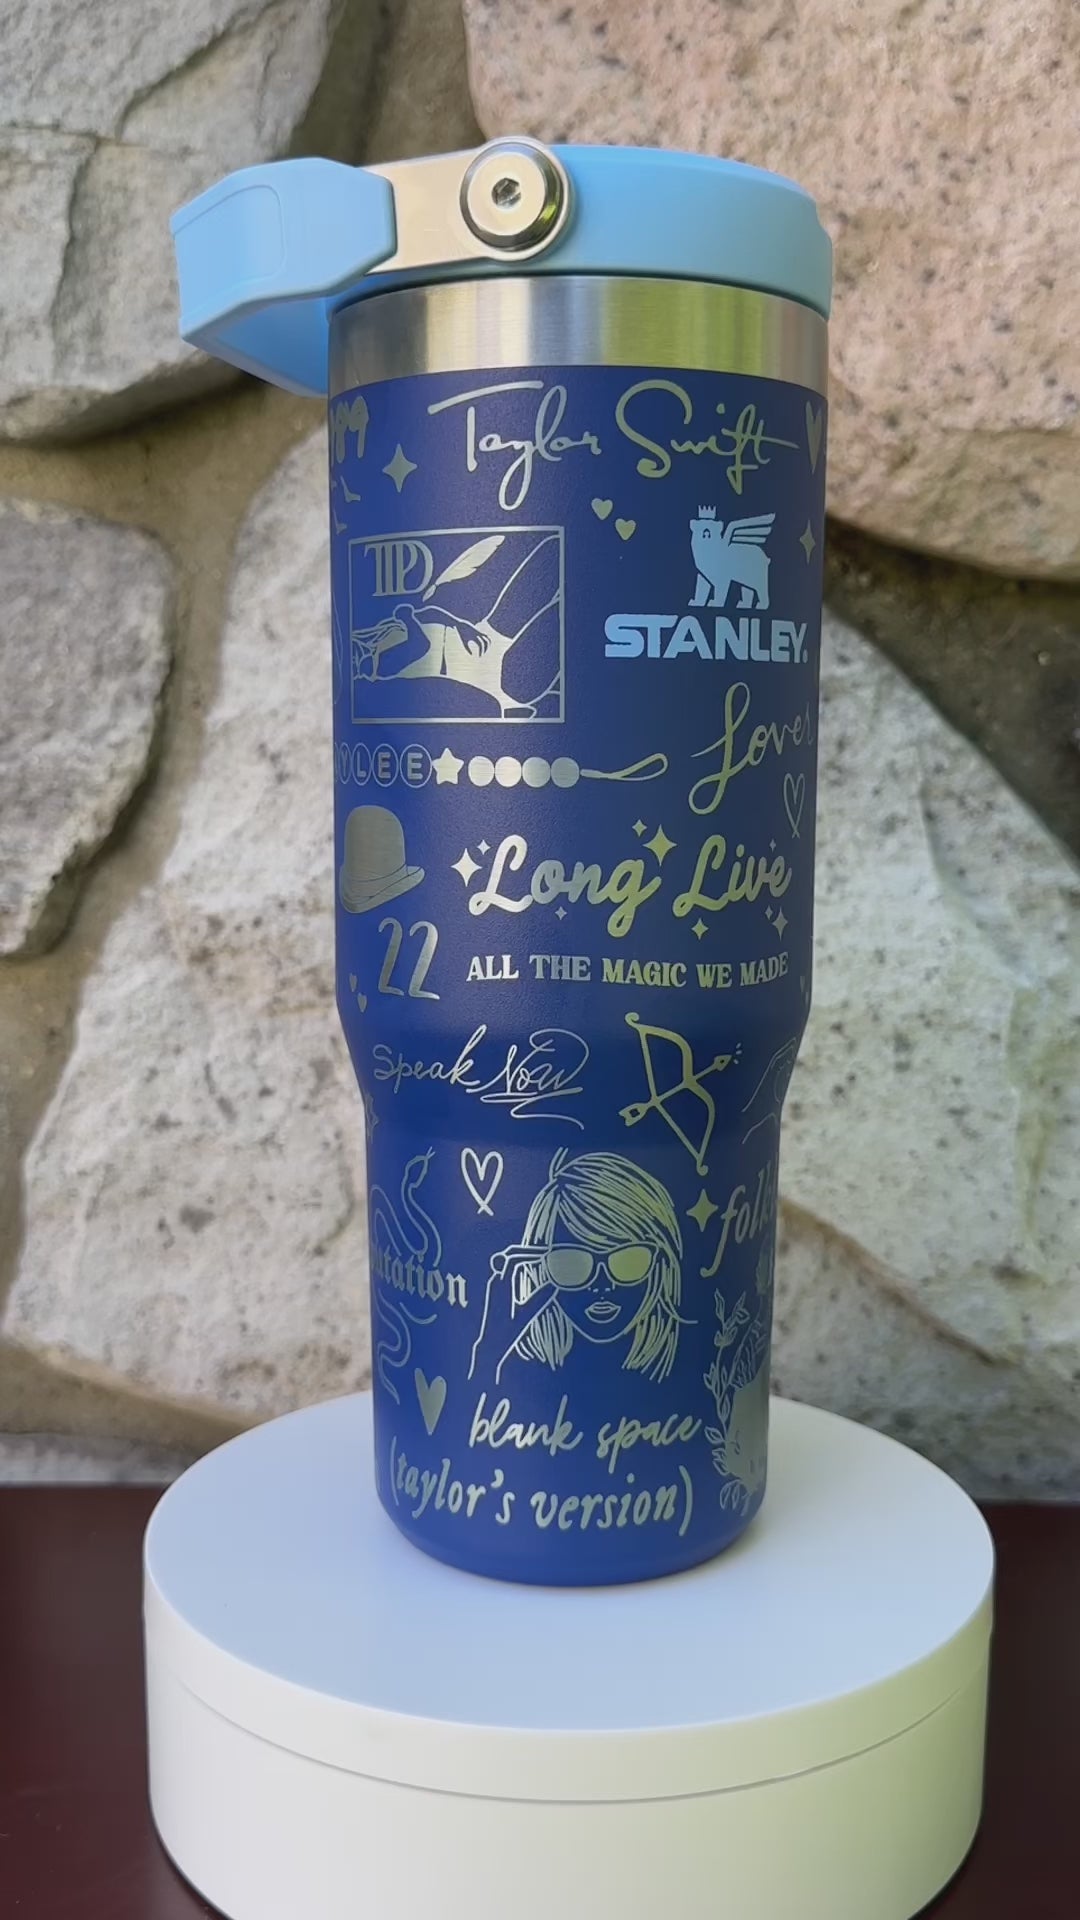 Taylor Swift
TTPD
STANLEY
Lover
YLEE
Long Live
22
ALL THE MAGIC WE MADE
Speak Now
blank space
(taylor's version)